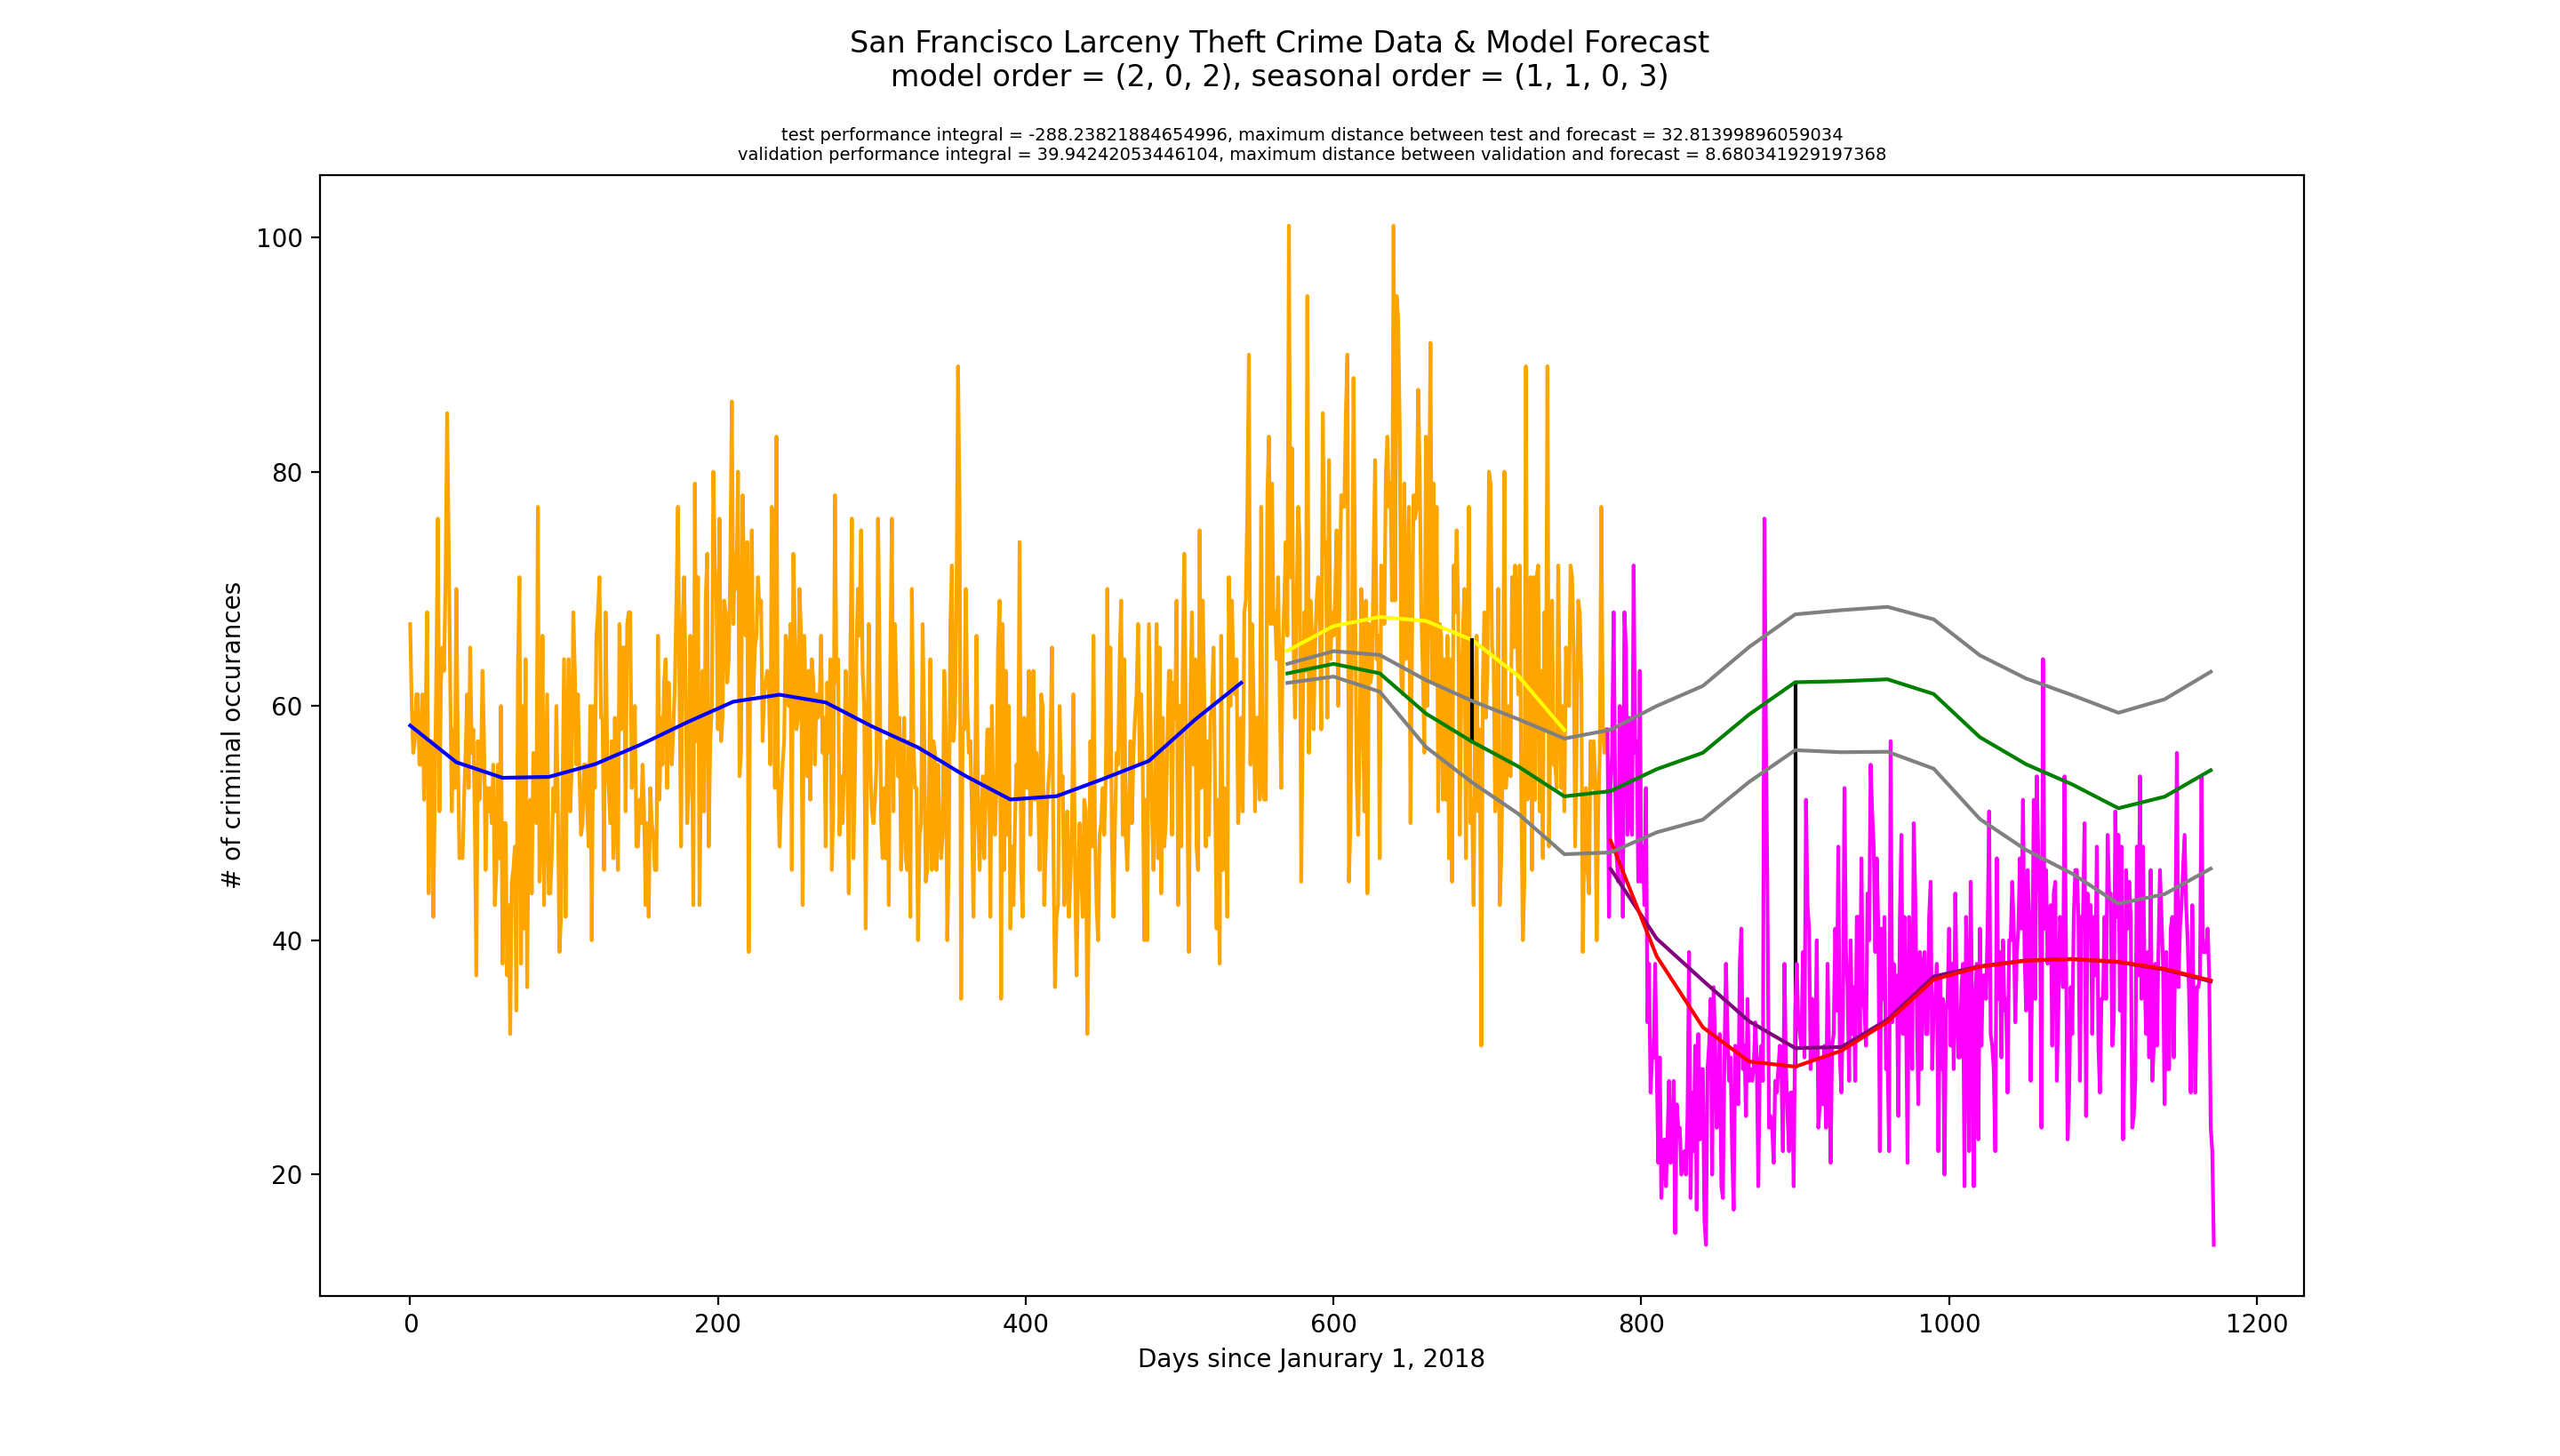 San Francisco Larceny Theft Crime Data & Model Forecast
model order = (2, 0, 2), seasonal order = (1, 1, 0, 3)
test performance integral = -288.23821884654996, maximum distance between test and forecast = 32.81399896059034
validation performance integral = 39.94242053446104, maximum distance between validation and forecast = 8.680341929197368
100
80
60
40
20
# of criminal occurances
0
200
400
600
800
1000
1200
Days since Janurary 1, 2018